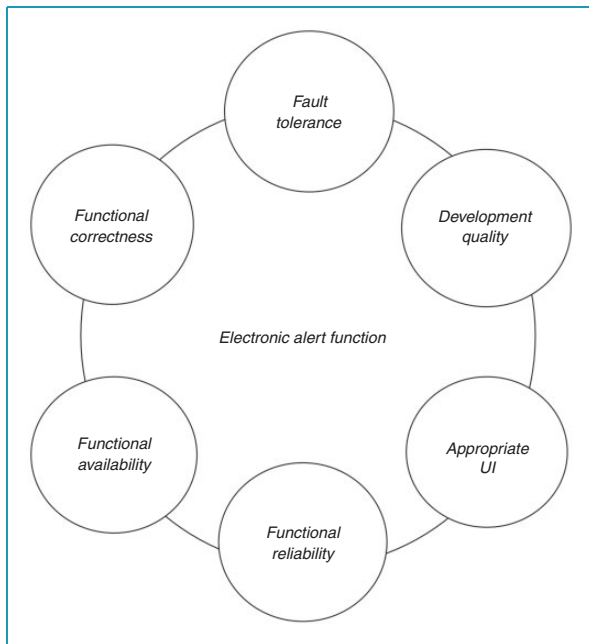 Fault
tolerance
Functional
correctness
Development
quality
Electronic alert function
Functional
availability
Appropriate
UI
Functional
reliability